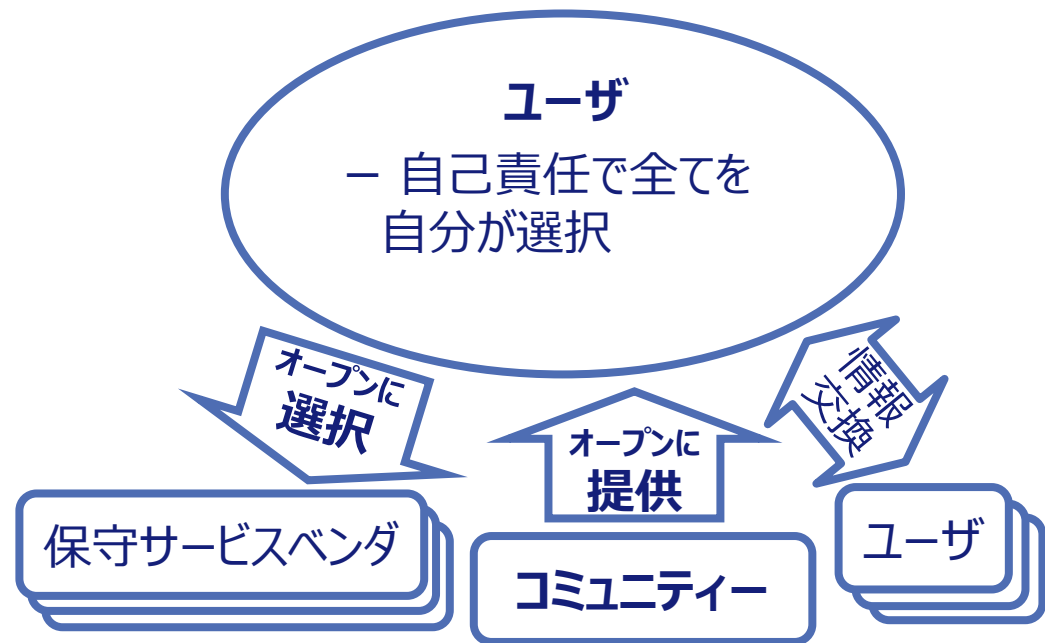 ユーザ
− 自己責任で全てを
自分が選択
オープンに
選択
オープンに
提供
情報
交換
保守サービスベンダ
コミュニティー
ユーザ